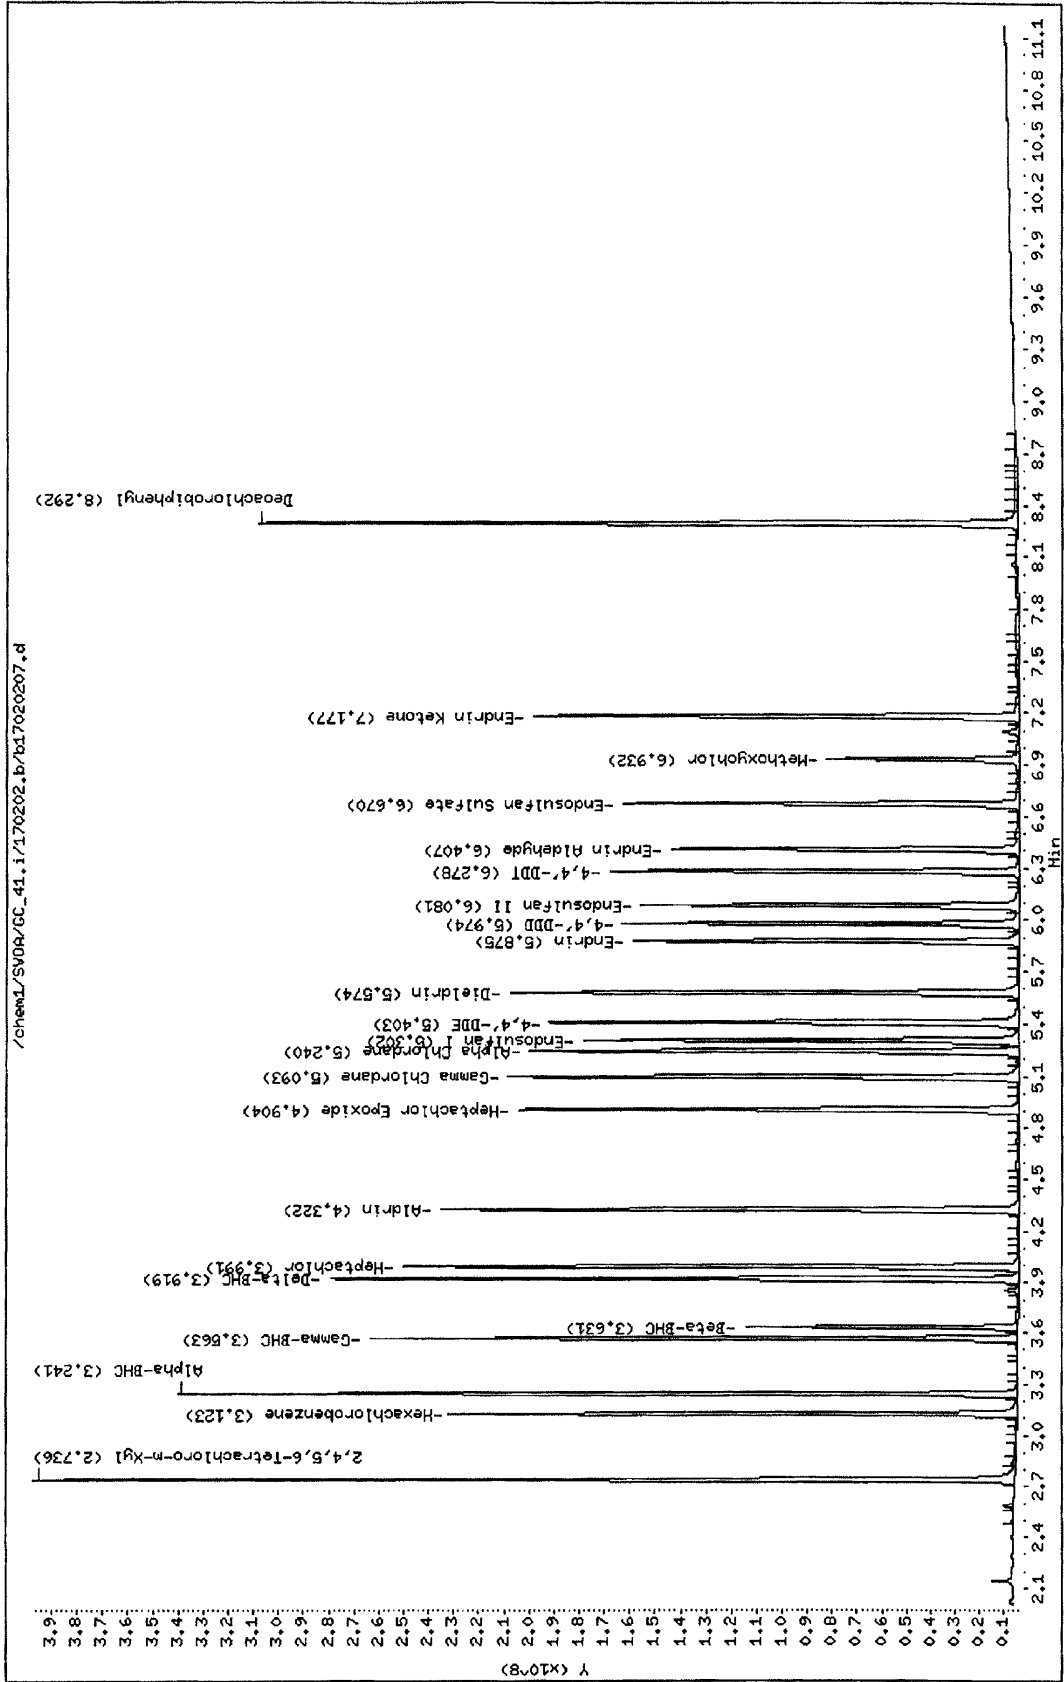 /chem1/SVOA/GC_41.i/170202.b/b17020207.d
Y (x10^8)
3.9
3.8
3.7
3.6
3.5
3.4
3.3
3.2
3.1
3.0
2.9
2.8
2.7
2.6
2.5
2.4
2.3
2.2
2.1
2.0
1.9
1.8
1.7
1.6
1.5
1.4
1.3
1.2
1.1
1.0
0.9
0.8
0.7
0.6
0.5
0.4
0.3
0.2
0.1
2,4,5,6-Tetrachloro-m-Xyl (2.736)
-Hexachlorobenzene (3.123)
Alpha-BHC (3.241)
-Gamma-BHC (3.563)
-Beta-BHC (3.631)
-Delta-BHC (3.919)
-Heptachlor (3.991)
-Aldrin (4.322)
-Heptachlor Epoxide (4.904)
-Gamma Chlordane (5.093)
-Alpha Chlordane (5.240)
-Endosulfan I (5.302)
-4,4'-DDE (5.403)
-Dieldrin (5.574)
-Endrin (5.875)
-4,4'-DDD (5.974)
-Endosulfan II (6.081)
-4,4'-DDT (6.278)
-Endrin Aldehyde (6.407)
-Endosulfan Sulfate (6.670)
-Methoxychlor (6.932)
-Endrin Ketone (7.177)
Decachlorobiphenyl (8.292)
2.1 2.4 2.7 3.0 3.3 3.6 3.9 4.2 4.5 4.8 5.1 5.4 5.7 6.0 6.3 6.6 6.9 7.2 7.5 7.8 8.1 8.4 8.7 9.0 9.3 9.6 9.9 10.2 10.5 10.8 11.1
Min